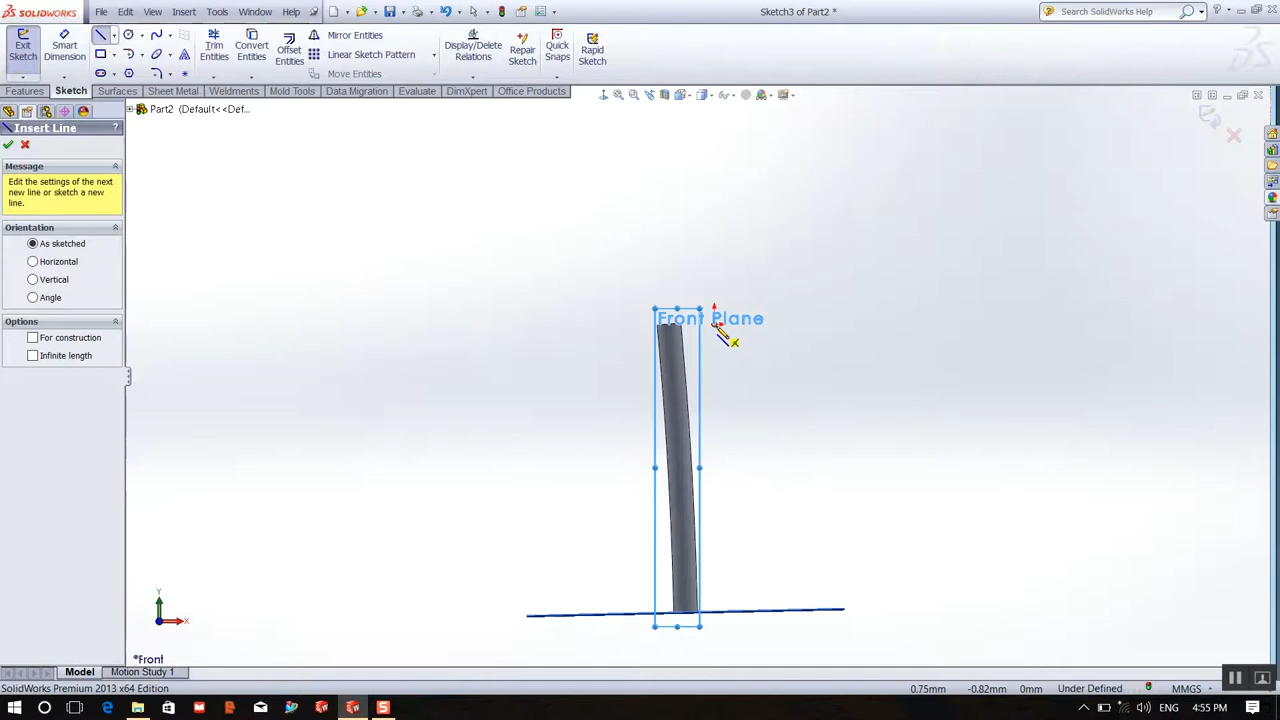 SOLIDWORKS
File Edit View Insert Tools Window Help
Sketch3 of Part2 *
Search SolidWorks Help
Exit Sketch
Smart Dimension
Trim Entities
Convert Entities
Offset Entities
Mirror Entities
Linear Sketch Pattern
Move Entities
Display/Delete Relations
Repair Sketch
Quick Snaps
Rapid Sketch
Features Sketch Surfaces Sheet Metal Weldments Mold Tools Data Migration Evaluate DimXpert Office Products
Part2 (Default<<Def...
Insert Line ?
Message
Edit the settings of the next
new line or sketch a new
line.
Orientation
As sketched
Horizontal
Vertical
Angle
Options
For construction
Infinite length
Front Plane
Y
X
*Front
Model Motion Study 1
SolidWorks Premium 2013 x64 Edition
0.75mm -0.82mm 0mm Under Defined MMGS
ENG 4:55 PM